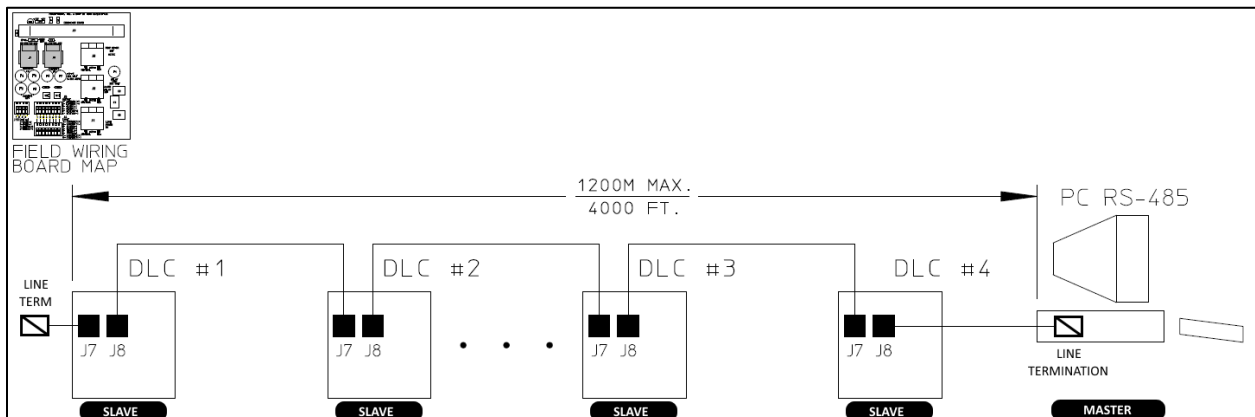 FIELD WIRING
BOARD MAP
1200M MAX.
4000 FT.
PC RS-485
DLC #1
DLC #2
DLC #3
DLC #4
LINE
TERM
J7 J8
J7 J8
. . .
J7 J8
J7 J8
LINE
TERMINATION
SLAVE
SLAVE
SLAVE
SLAVE
MASTER